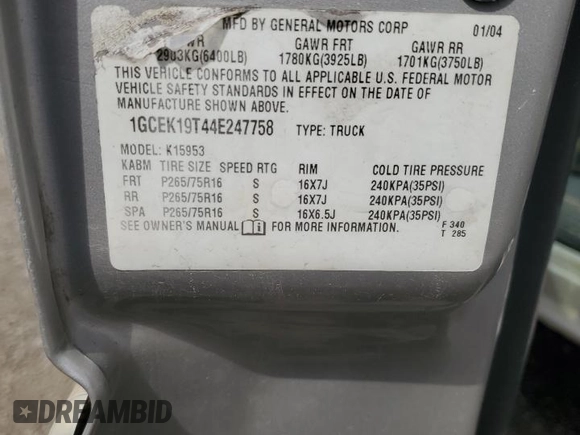 MFD BY GENERAL MOTORS CORP 01/04
GAWR FRT GAWR RR
2903KG(6400LB) 1780KG(3925LB) 1701KG(3750LB)
THIS VEHICLE CONFORMS TO ALL APPLICABLE U.S. FEDERAL MOTOR
VEHICLE SAFETY STANDARDS IN EFFECT ON THE DATE OF
MANUFACTURE SHOWN ABOVE.
1GCEK19T44E247758 TYPE: TRUCK
MODEL: K15953
KABM TIRE SIZE SPEED RTG RIM COLD TIRE PRESSURE
FRT P265/75R16 S 16X7J 240KPA(35PSI)
RR P265/75R16 S 16X7J 240KPA(35PSI)
SPA P265/75R16 S 16X6.5J 240KPA(35PSI)
SEE OWNER'S MANUAL FOR MORE INFORMATION.
F 340
T 285
DREAMBID